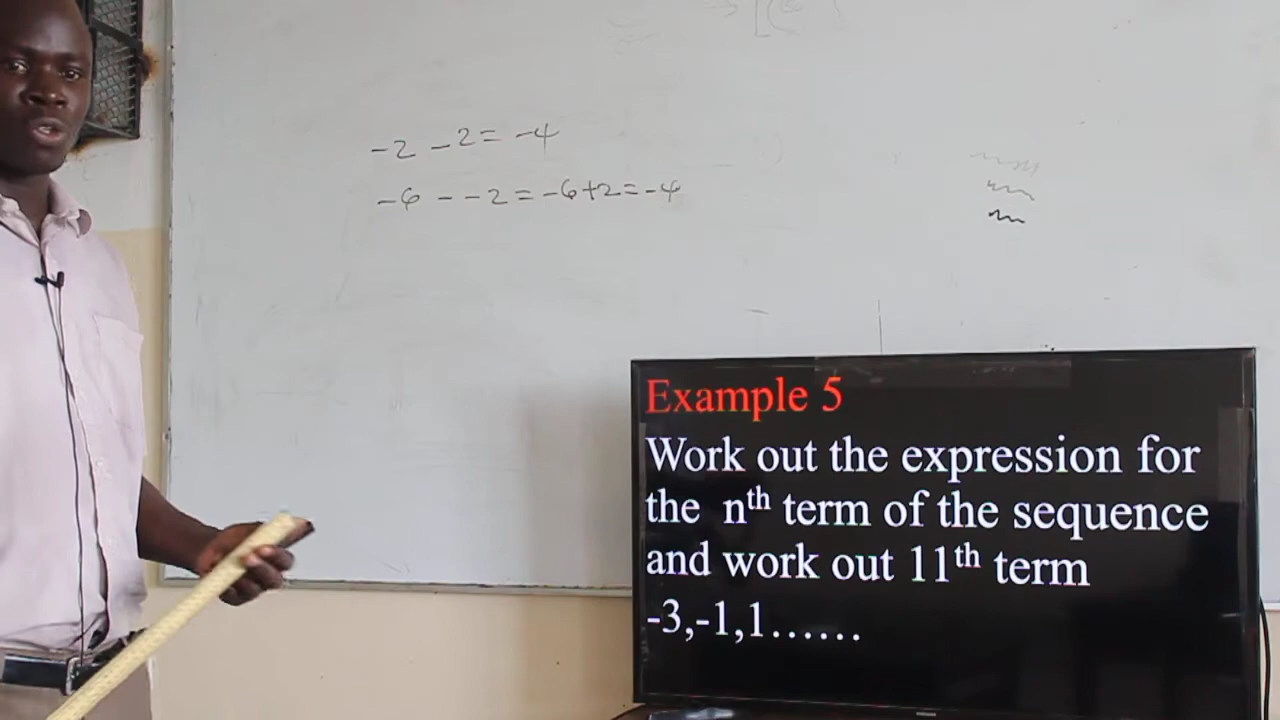 -2 -2 = -4
-6 - -2 = -6+2 = -4
Example 5
Work out the expression for
the nth term of the sequence
and work out 11th term
-3,-1,1......